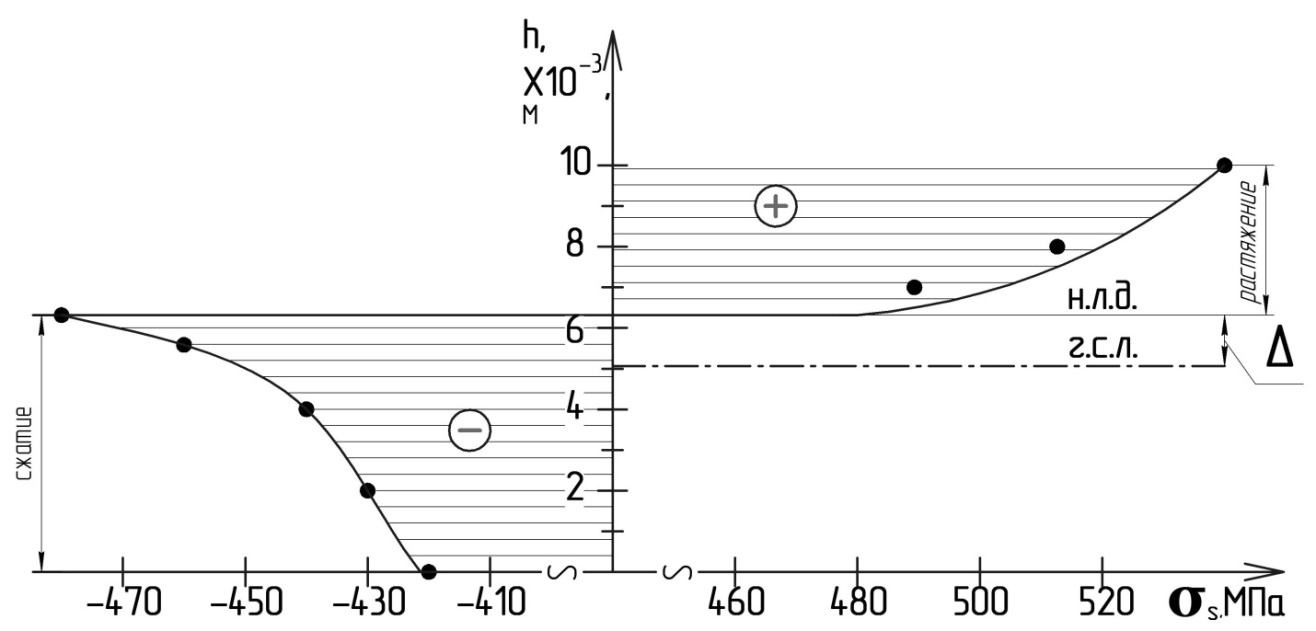 h,
X10⁻³,
м
10
8
6
4
2
+
−
растяжение
н.л.д.
г.с.л.
Δ
сжатие
−470 −450 −430 −410 460 480 500 520 σs,МПа